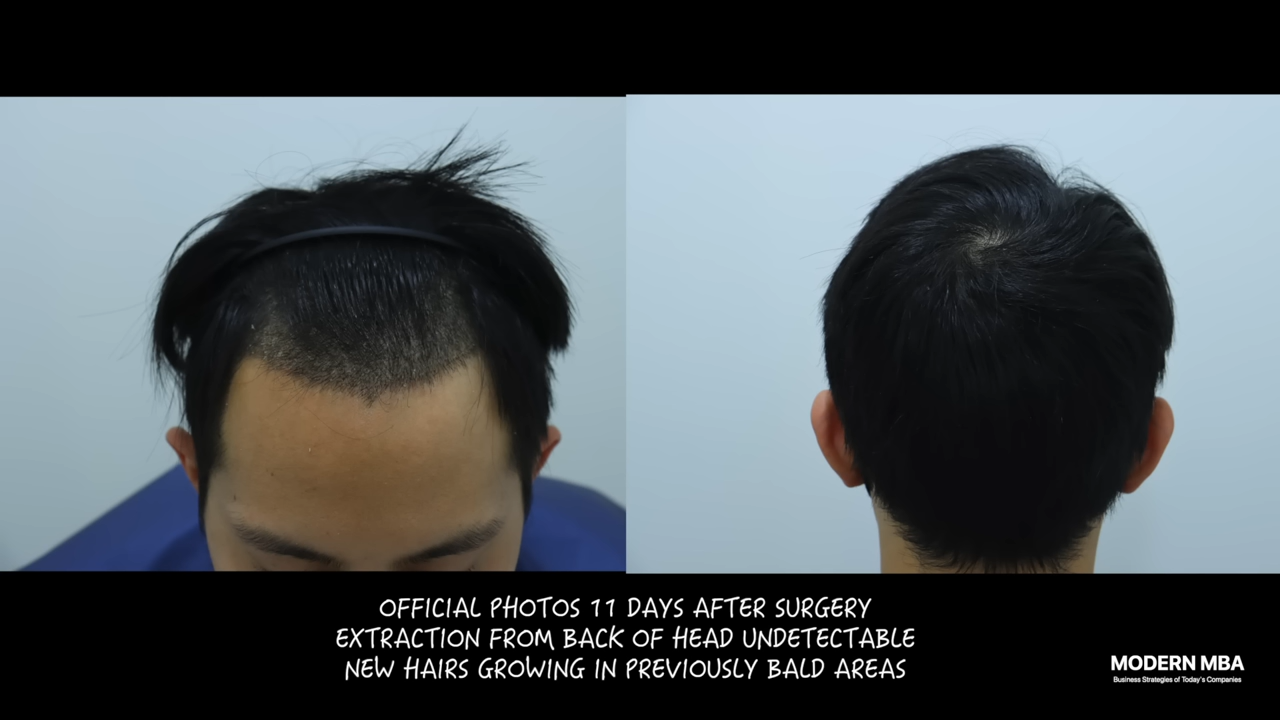 OFFICIAL PHOTOS 11 DAYS AFTER SURGERY
EXTRACTION FROM BACK OF HEAD UNDETECTABLE
NEW HAIRS GROWING IN PREVIOUSLY BALD AREAS
MODERN MBA
Business Strategies of Today's Companies